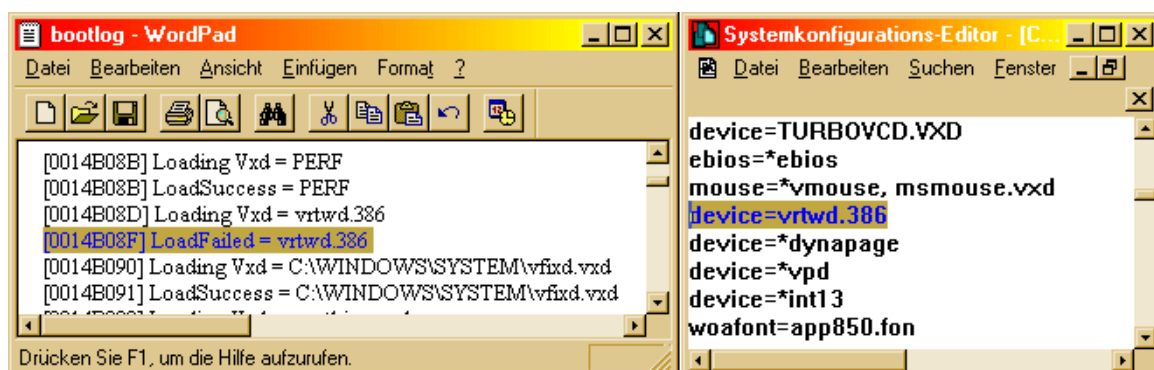 bootlog - WordPad
Datei Bearbeiten Ansicht Einfügen Format ?
[0014B08B] Loading Vxd = PERF
[0014B08B] LoadSuccess = PERF
[0014B08D] Loading Vxd = vrtwd.386
[0014B08F] LoadFailed = vrtwd.386
[0014B090] Loading Vxd = C:\WINDOWS\SYSTEM\vfixd.vxd
[0014B091] LoadSuccess = C:\WINDOWS\SYSTEM\vfixd.vxd
Drücken Sie F1, um die Hilfe aufzurufen.
Systemkonfigurations-Editor - [C...
Datei Bearbeiten Suchen Fenster
device=TURBOVCD.VXD
ebios=*ebios
mouse=*vmouse, msmouse.vxd
device=vrtwd.386
device=*dynapage
device=*vpd
device=*int13
woafont=app850.fon